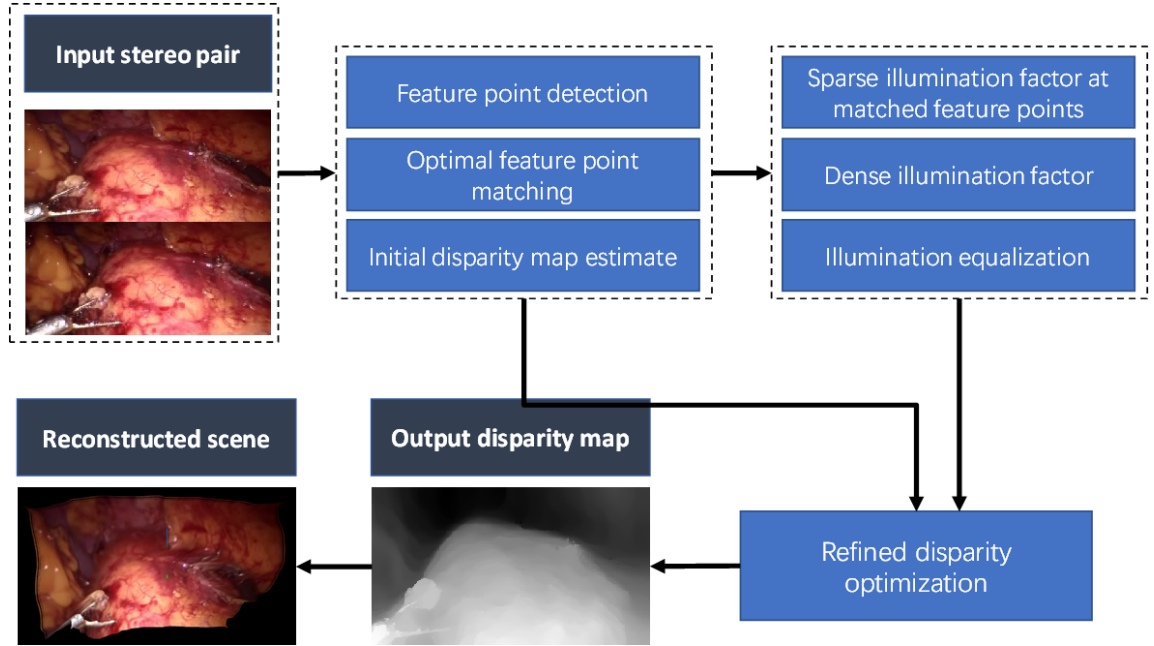 Input stereo pair
Feature point detection
Optimal feature point
matching
Initial disparity map estimate
Sparse illumination factor at
matched feature points
Dense illumination factor
Illumination equalization
Reconstructed scene
Output disparity map
Refined disparity
optimization